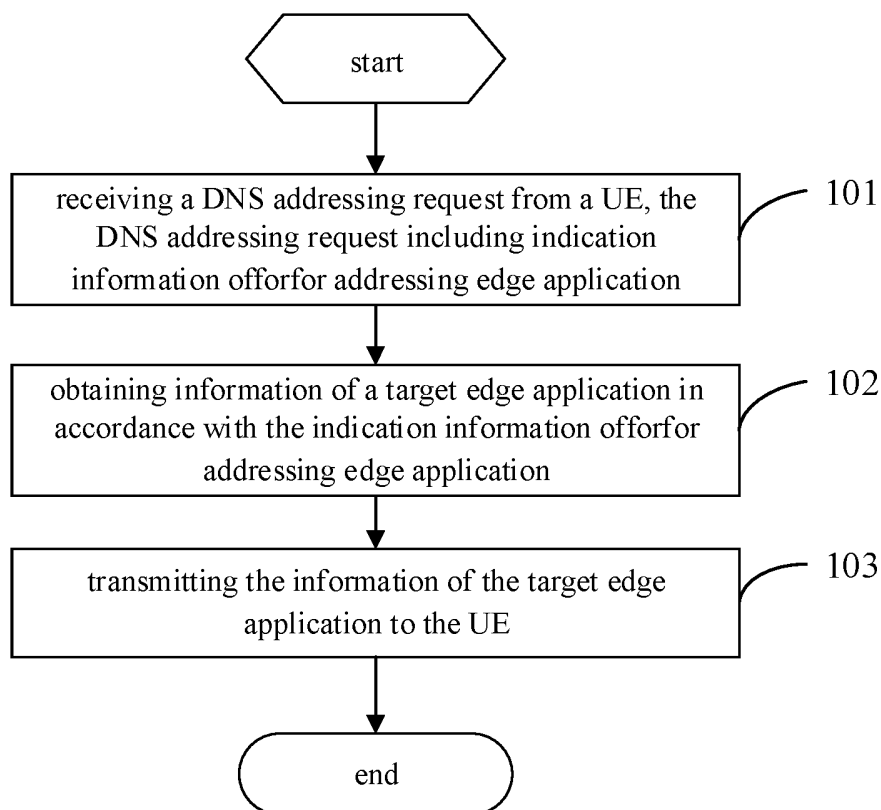 start
receiving a DNS addressing request from a UE, the
DNS addressing request including indication
information offorfor addressing edge application
101
obtaining information of a target edge application in
accordance with the indication information offorfor
addressing edge application
102
transmitting the information of the target edge
application to the UE
103
end